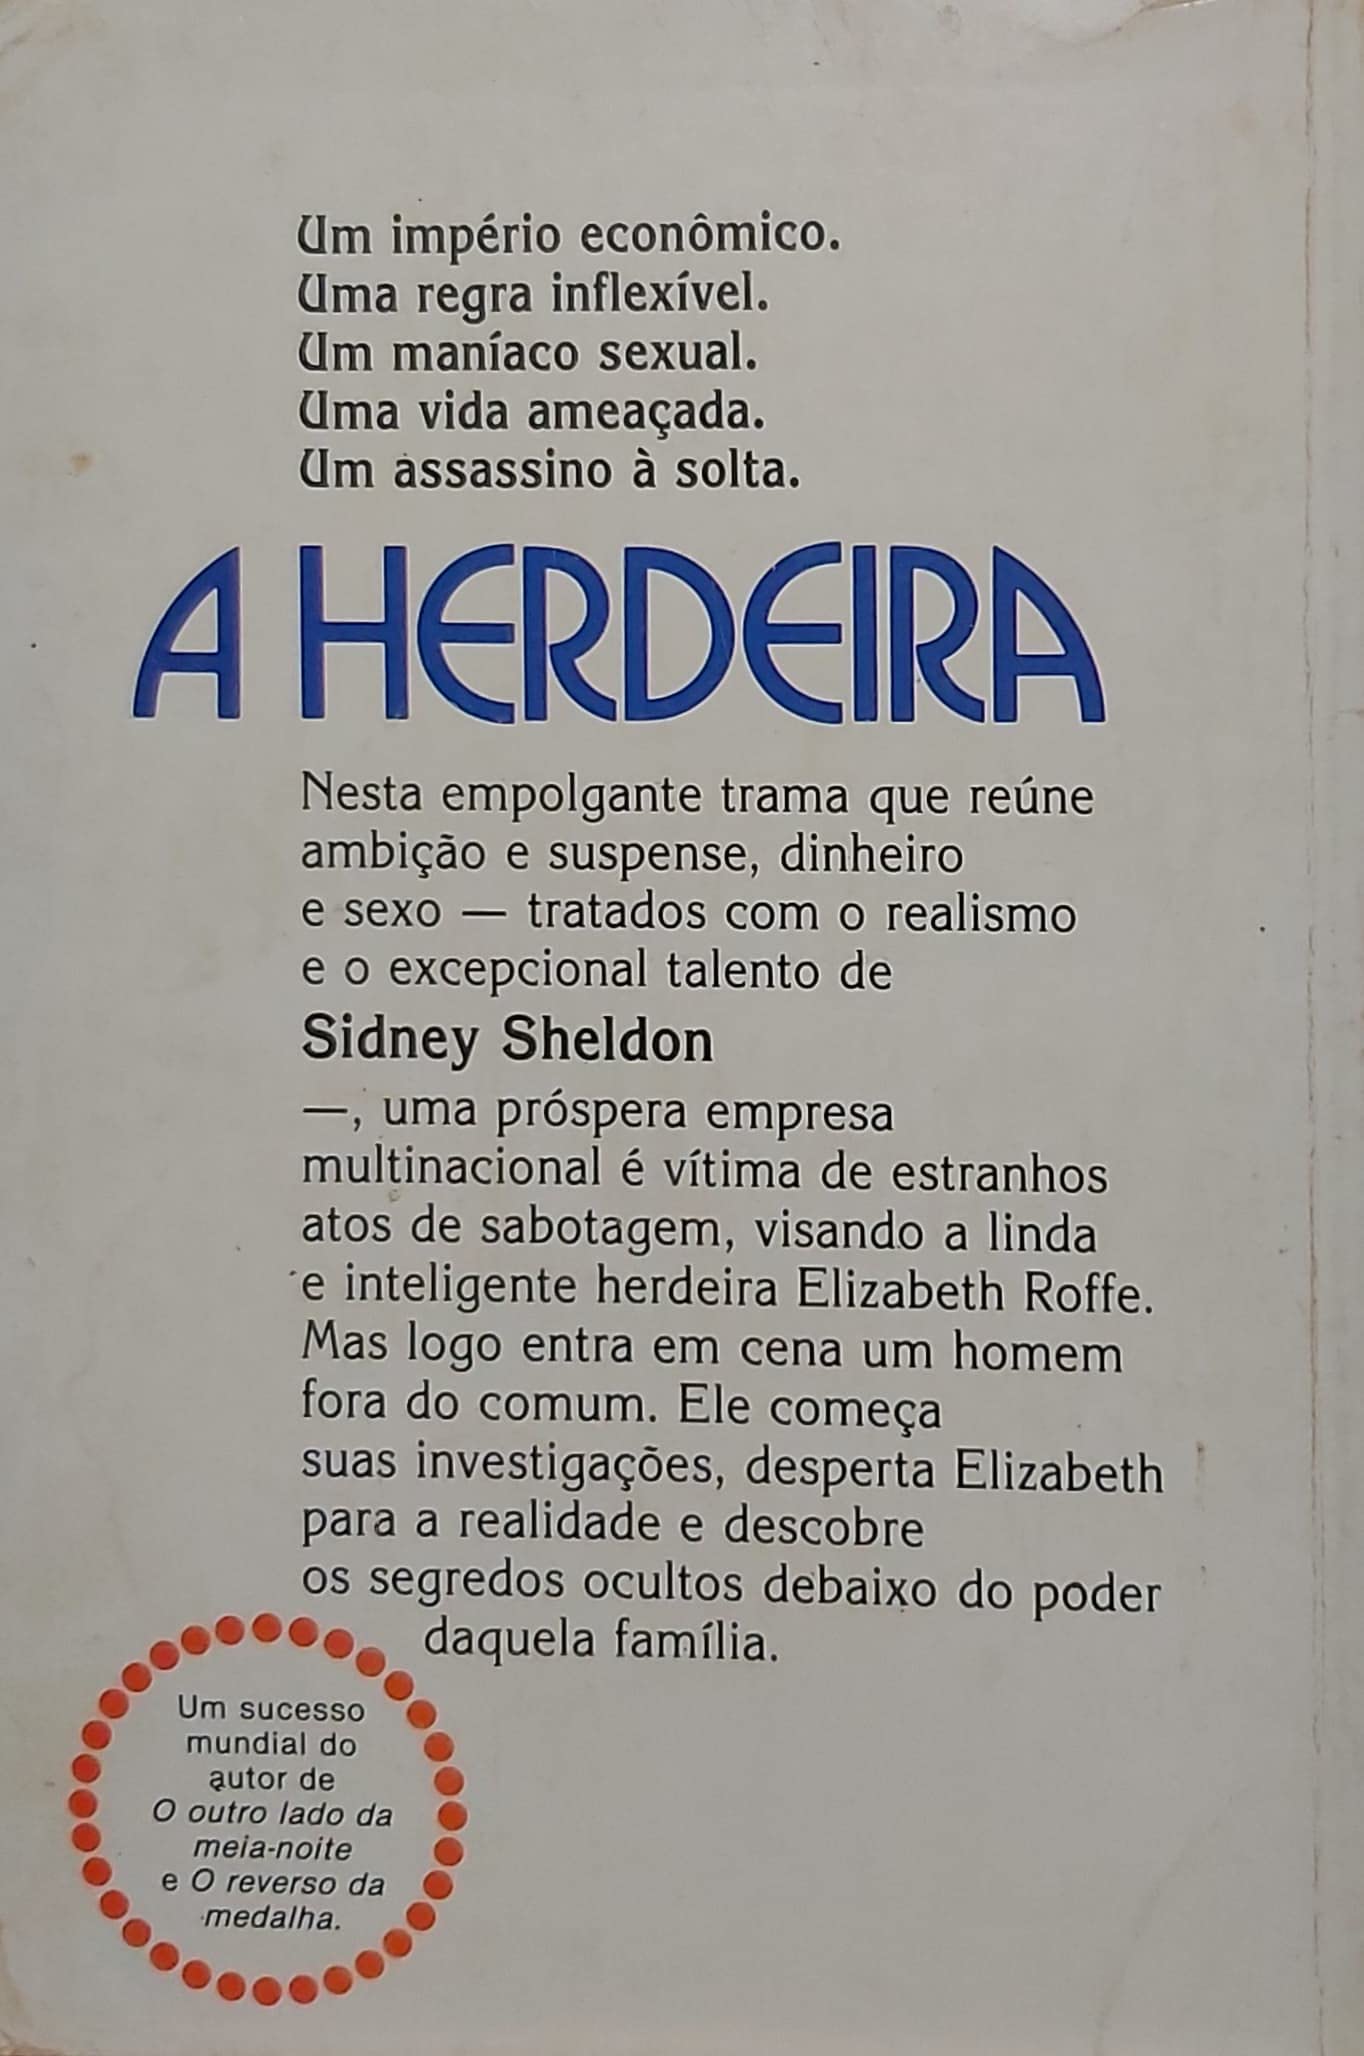 Um império econômico.
Uma regra inflexível.
Um maníaco sexual.
Uma vida ameaçada.
Um assassino à solta.
A HERDEIRA
Nesta empolgante trama que reúne
ambição e suspense, dinheiro
e sexo — tratados com o realismo
e o excepcional talento de
Sidney Sheldon
—, uma próspera empresa
multinacional é vítima de estranhos
atos de sabotagem, visando a linda
e inteligente herdeira Elizabeth Roffe.
Mas logo entra em cena um homem
fora do comum. Ele começa
suas investigações, desperta Elizabeth
para a realidade e descobre
os segredos ocultos debaixo do poder
daquela família.
Um sucesso
mundial do
autor de
O outro lado da
meia-noite
e O reverso da
medalha.